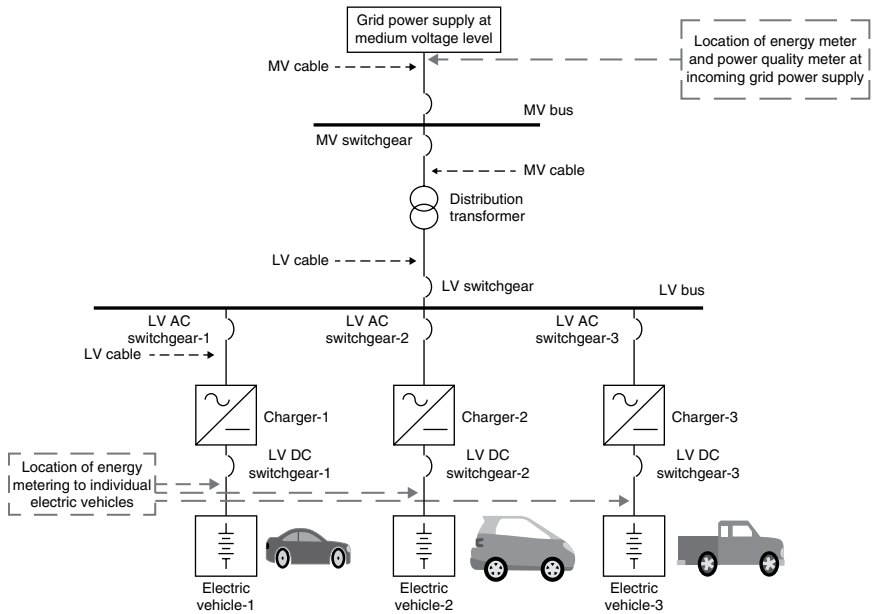 Grid power supply at
medium voltage level
Location of energy meter
and power quality meter at
incoming grid power supply
MV cable
MV bus
MV switchgear
MV cable
Distribution
transformer
LV cable
LV switchgear
LV bus
LV AC
switchgear-1
LV AC
switchgear-2
LV AC
switchgear-3
LV cable
Charger-1
Charger-2
Charger-3
LV DC
switchgear-1
LV DC
switchgear-2
LV DC
switchgear-3
Location of energy
metering to individual
electric vehicles
Electric
vehicle-1
Electric
vehicle-2
Electric
vehicle-3